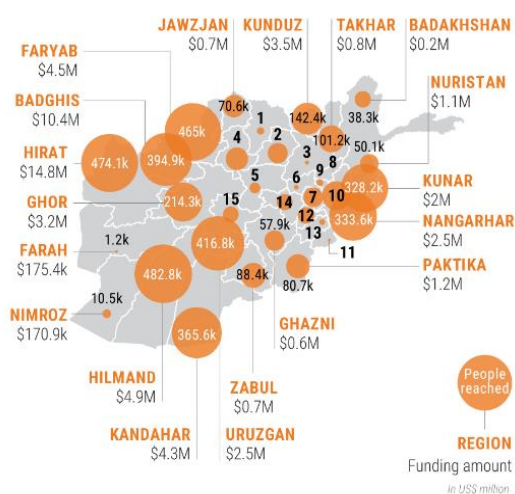 JAWZJAN
$0.7M
KUNDUZ
$3.5M
TAKHAR
$0.8M
BADAKHSHAN
$0.2M
FARYAB
$4.5M
NURISTAN
$1.1M
BADGHIS
$10.4M
HIRAT
$14.8M
GHOR
$3.2M
FARAH
$175.4k
NIMROZ
$170.9k
KUNAR
$2M
NANGARHAR
$2.5M
PAKTIKA
$1.2M
GHAZNI
$0.6M
HILMAND
$4.9M
ZABUL
$0.7M
KANDAHAR
$4.3M
URUZGAN
$2.5M
70.6k
1
142.4k
38.3k
465k
4
2
101.2k
3
8
50.1k
474.1k
394.9k
5
6
9
328.2k
214.3k
15
14
7
10
333.6k
12
13
11
57.9k
416.8k
1.2k
482.8k
88.4k
80.7k
10.5k
365.6k
People
reached
REGION
Funding amount
In US$ million